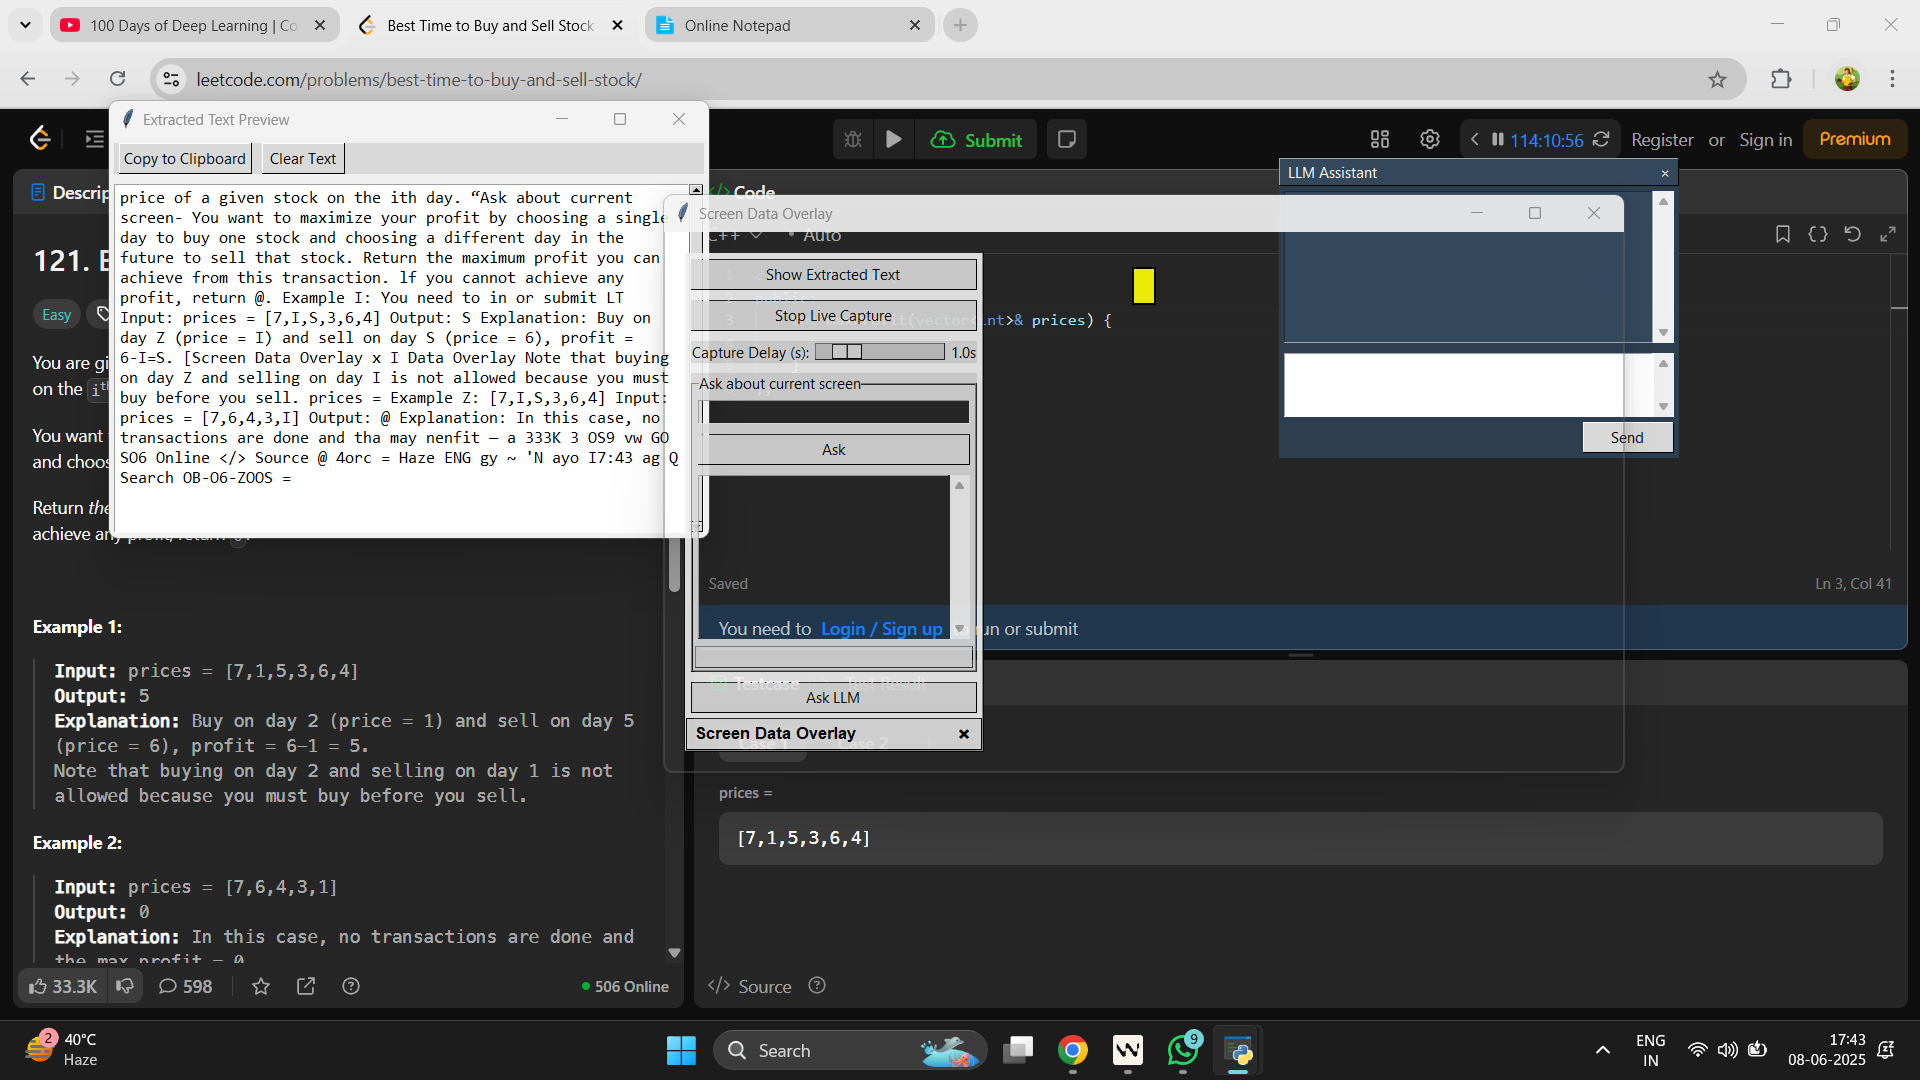 100 Days of Deep Learning | Co
Best Time to Buy and Sell Stock
Online Notepad
leetcode.com/problems/best-time-to-buy-and-sell-stock/
Extracted Text Preview
Copy to Clipboard
Clear Text
price of a given stock on the ith day. “Ask about current
screen- You want to maximize your profit by choosing a single
day to buy one stock and choosing a different day in the
future to sell that stock. Return the maximum profit you can
achieve from this transaction. lf you cannot achieve any
profit, return @. Example I: You need to in or submit LT
Input: prices = [7,I,S,3,6,4] Output: S Explanation: Buy on
day Z (price = I) and sell on day S (price = 6), profit =
6-I=S. [Screen Data Overlay x I Data Overlay Note that buying
on day Z and selling on day I is not allowed because you must
buy before you sell. prices = Example Z: [7,I,S,3,6,4] Input:
prices = [7,6,4,3,I] Output: @ Explanation: In this case, no
transactions are done and tha may nenfit — a 333K 3 OS9 vw GO
SO6 Online </> Source @ 4orc = Haze ENG gy ~ 'N ayo I7:43 ag Q
Search OB-O6-ZOOS =
Submit
114:10:56
Register or Sign in
Premium
Descrip
121. B
Easy
You are gi
on the i
You want
and choos
Return the
achieve any profit, return 0.
Example 1:
Input: prices = [7,1,5,3,6,4]
Output: 5
Explanation: Buy on day 2 (price = 1) and sell on day 5
(price = 6), profit = 6-1 = 5.
Note that buying on day 2 and selling on day 1 is not
allowed because you must buy before you sell.
Example 2:
Input: prices = [7,6,4,3,1]
Output: 0
Explanation: In this case, no transactions are done and
the max profit = 0.
33.3K
598
506 Online
Code
Screen Data Overlay
C++
Auto
Show Extracted Text
Stop Live Capture
3
(vector<int>& prices) {
Capture Delay (s):
1.0s
Ask about current screen
Ask
Saved
Ln 3, Col 41
You need to Login / Sign up to run or submit
Testcase
Test Result
Ask LLM
Screen Data Overlay
Case 1
Case 2
prices =
[7,1,5,3,6,4]
Source
LLM Assistant
Send
2
40°C
Haze
Search
9
ENG
IN
17:43
08-06-2025